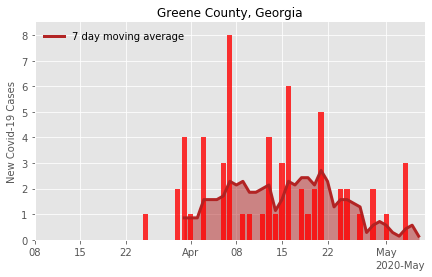 Greene County, Georgia
7 day moving average
New Covid-19 Cases
8
7
6
5
4
3
2
1
0
08 15 22 Apr 08 15 22 May
2020-May